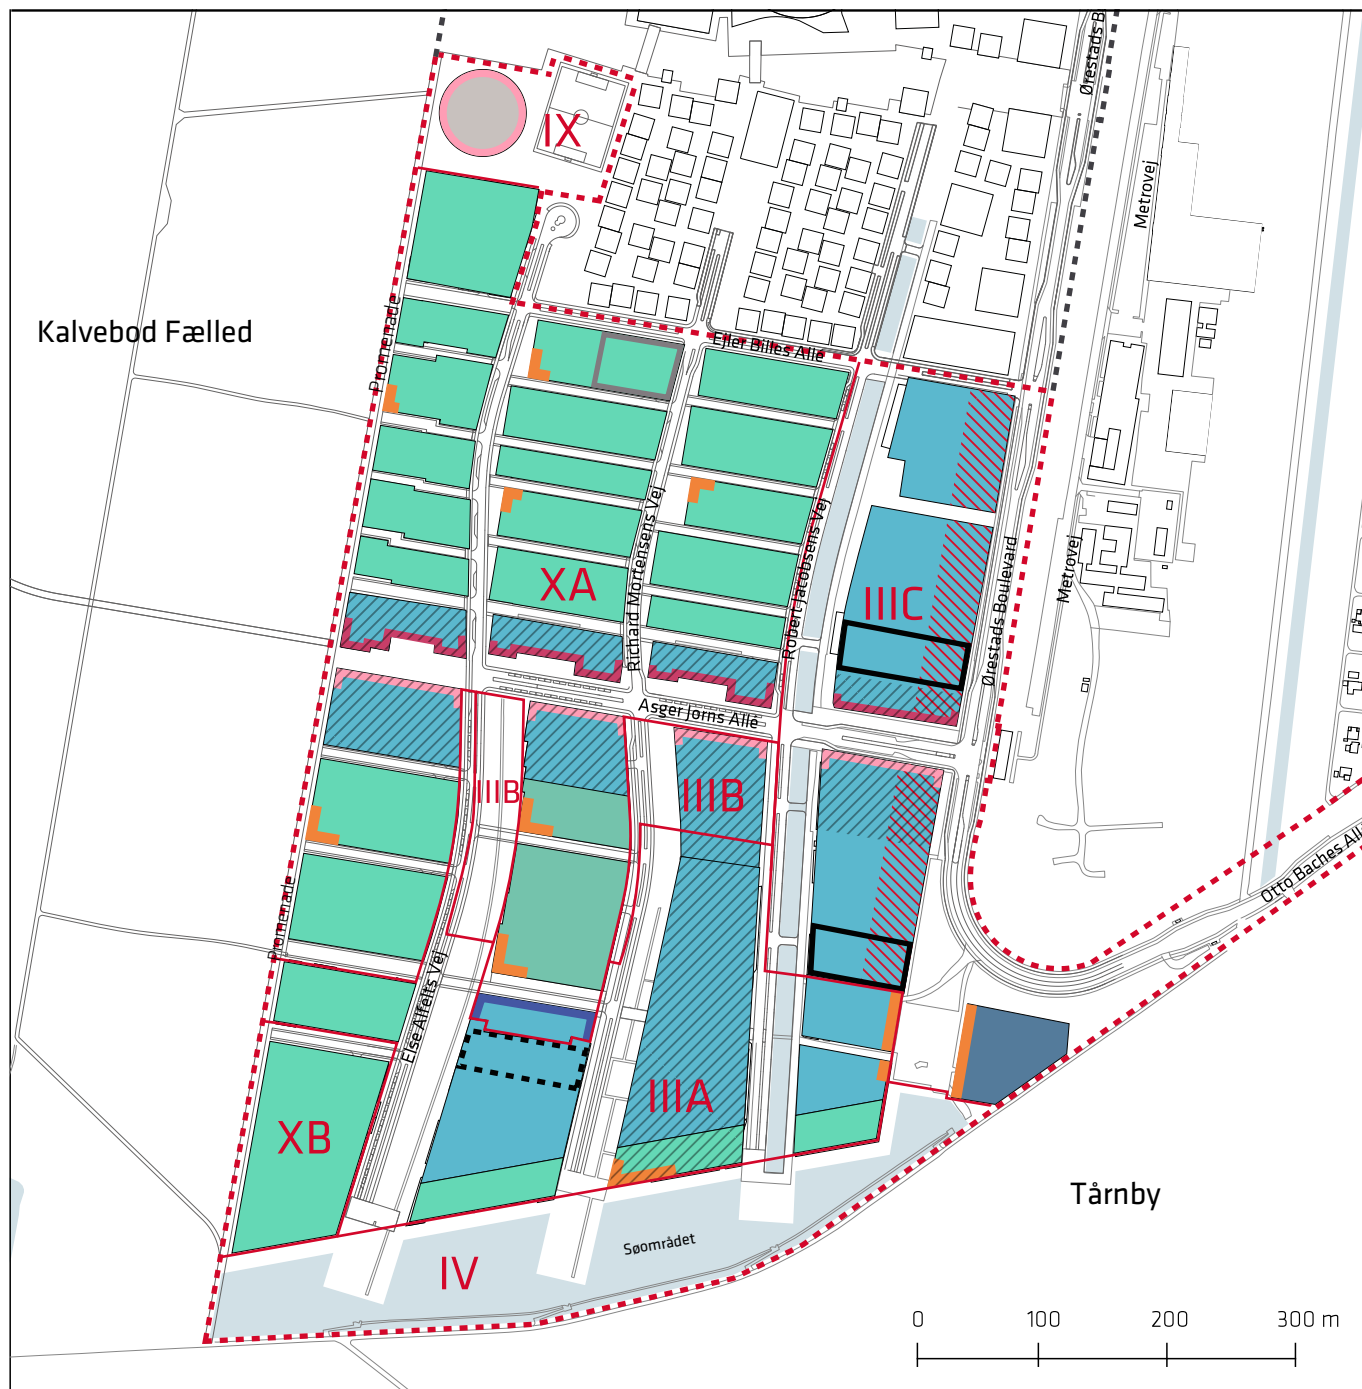 Ørestads B
IX
Metrovej
Kalvebod Fælled
Promenade
Ejler Billes Allé
Richard Mortensens Vej
Robert Jacobsens Vej
Ørestads Boulevard
Metrovej
XA
IIIC
Asger Jorns Allé
IIIB
IIIB
Otto Baches Allé
Promenade
Else Alfelts Vej
IIIA
XB
Tårnby
Søområdet
IV
0 100 200 300 m